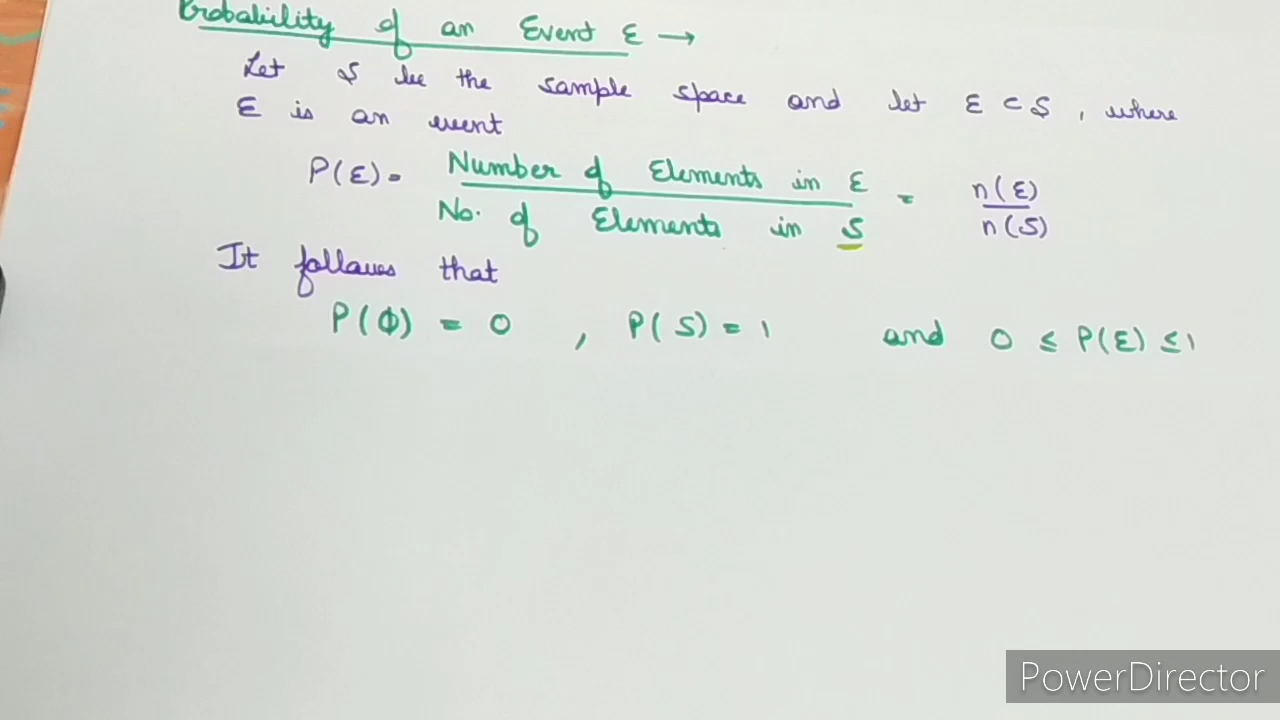 Probability of an Event E →
Let S be the sample space and let E ⊂ S, where
E is an event
P(E) = Number of Elements in E / No. of Elements in S = n(E) / n(S)
It follows that
P(Φ) = 0 , P(S) = 1 and 0 ≤ P(E) ≤ 1
PowerDirector